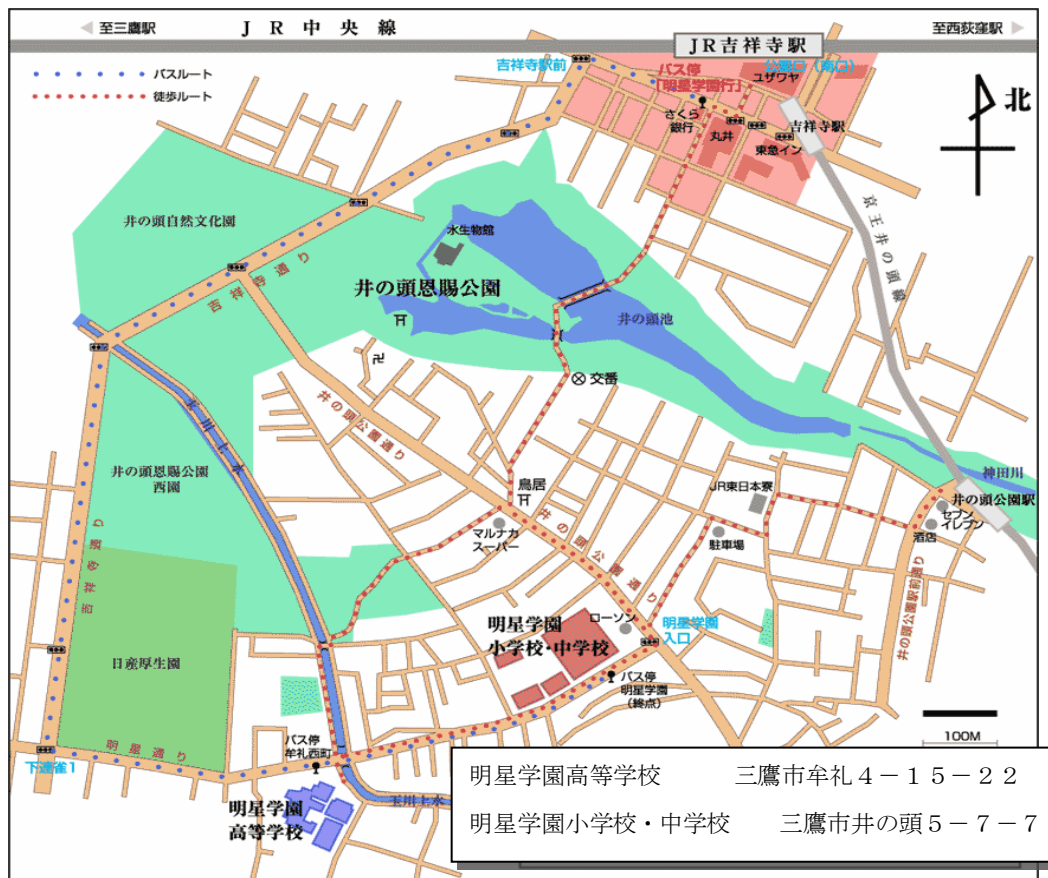 至三鷹駅
JR中央線
至西荻窪駅
JR吉祥寺駅
バスルート
徒歩ルート
吉祥寺駅前
公園口（南口）
バス停
「明星学園行」
ユザワヤ
北
さくら
銀行
丸井
吉祥寺駅
東急イン
京王井の頭線
井の頭自然文化園
水生物館
吉祥寺通り
井の頭恩賜公園
井の頭池
卍
交番
井の頭公園通り
玉川上水
井の頭恩賜公園
西園
神田川
鳥居
JR東日本寮
井の頭公園駅
セブン
イレブン
酒店
マルナカ
スーパー
井の頭公園通り
駐車場
吉祥寺通り
井の頭公園駅前通り
明星学園
小学校・中学校
ローソン
明星学園
入口
日産厚生園
バス停
明星学園
（終点）
100M
明星通り
バス停
牟礼西町
下連雀1
玉川上水
明星学園
高等学校
明星学園高等学校 三鷹市牟礼４－１５－２２
明星学園小学校・中学校 三鷹市井の頭５－７－７